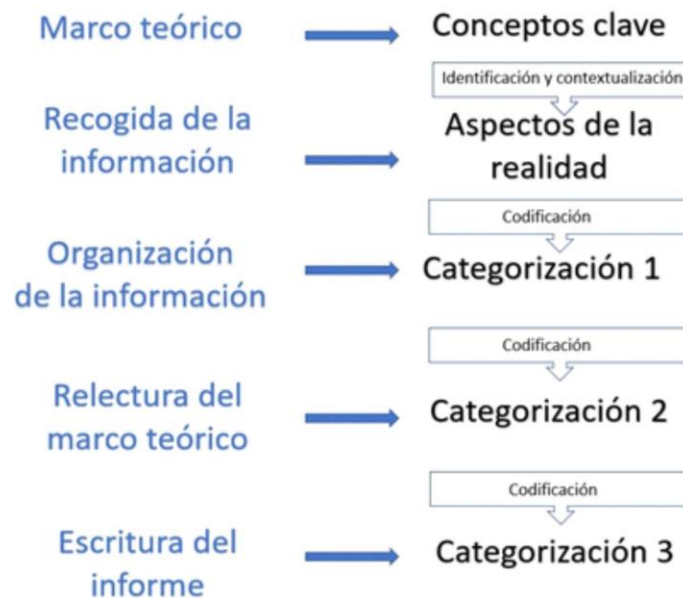 Marco teórico
Conceptos clave
Identificación y contextualización
Recogida de la
información
Aspectos de la
realidad
Codificación
Organización
de la información
Categorización 1
Codificación
Relectura del
marco teórico
Categorización 2
Codificación
Escritura del
informe
Categorización 3